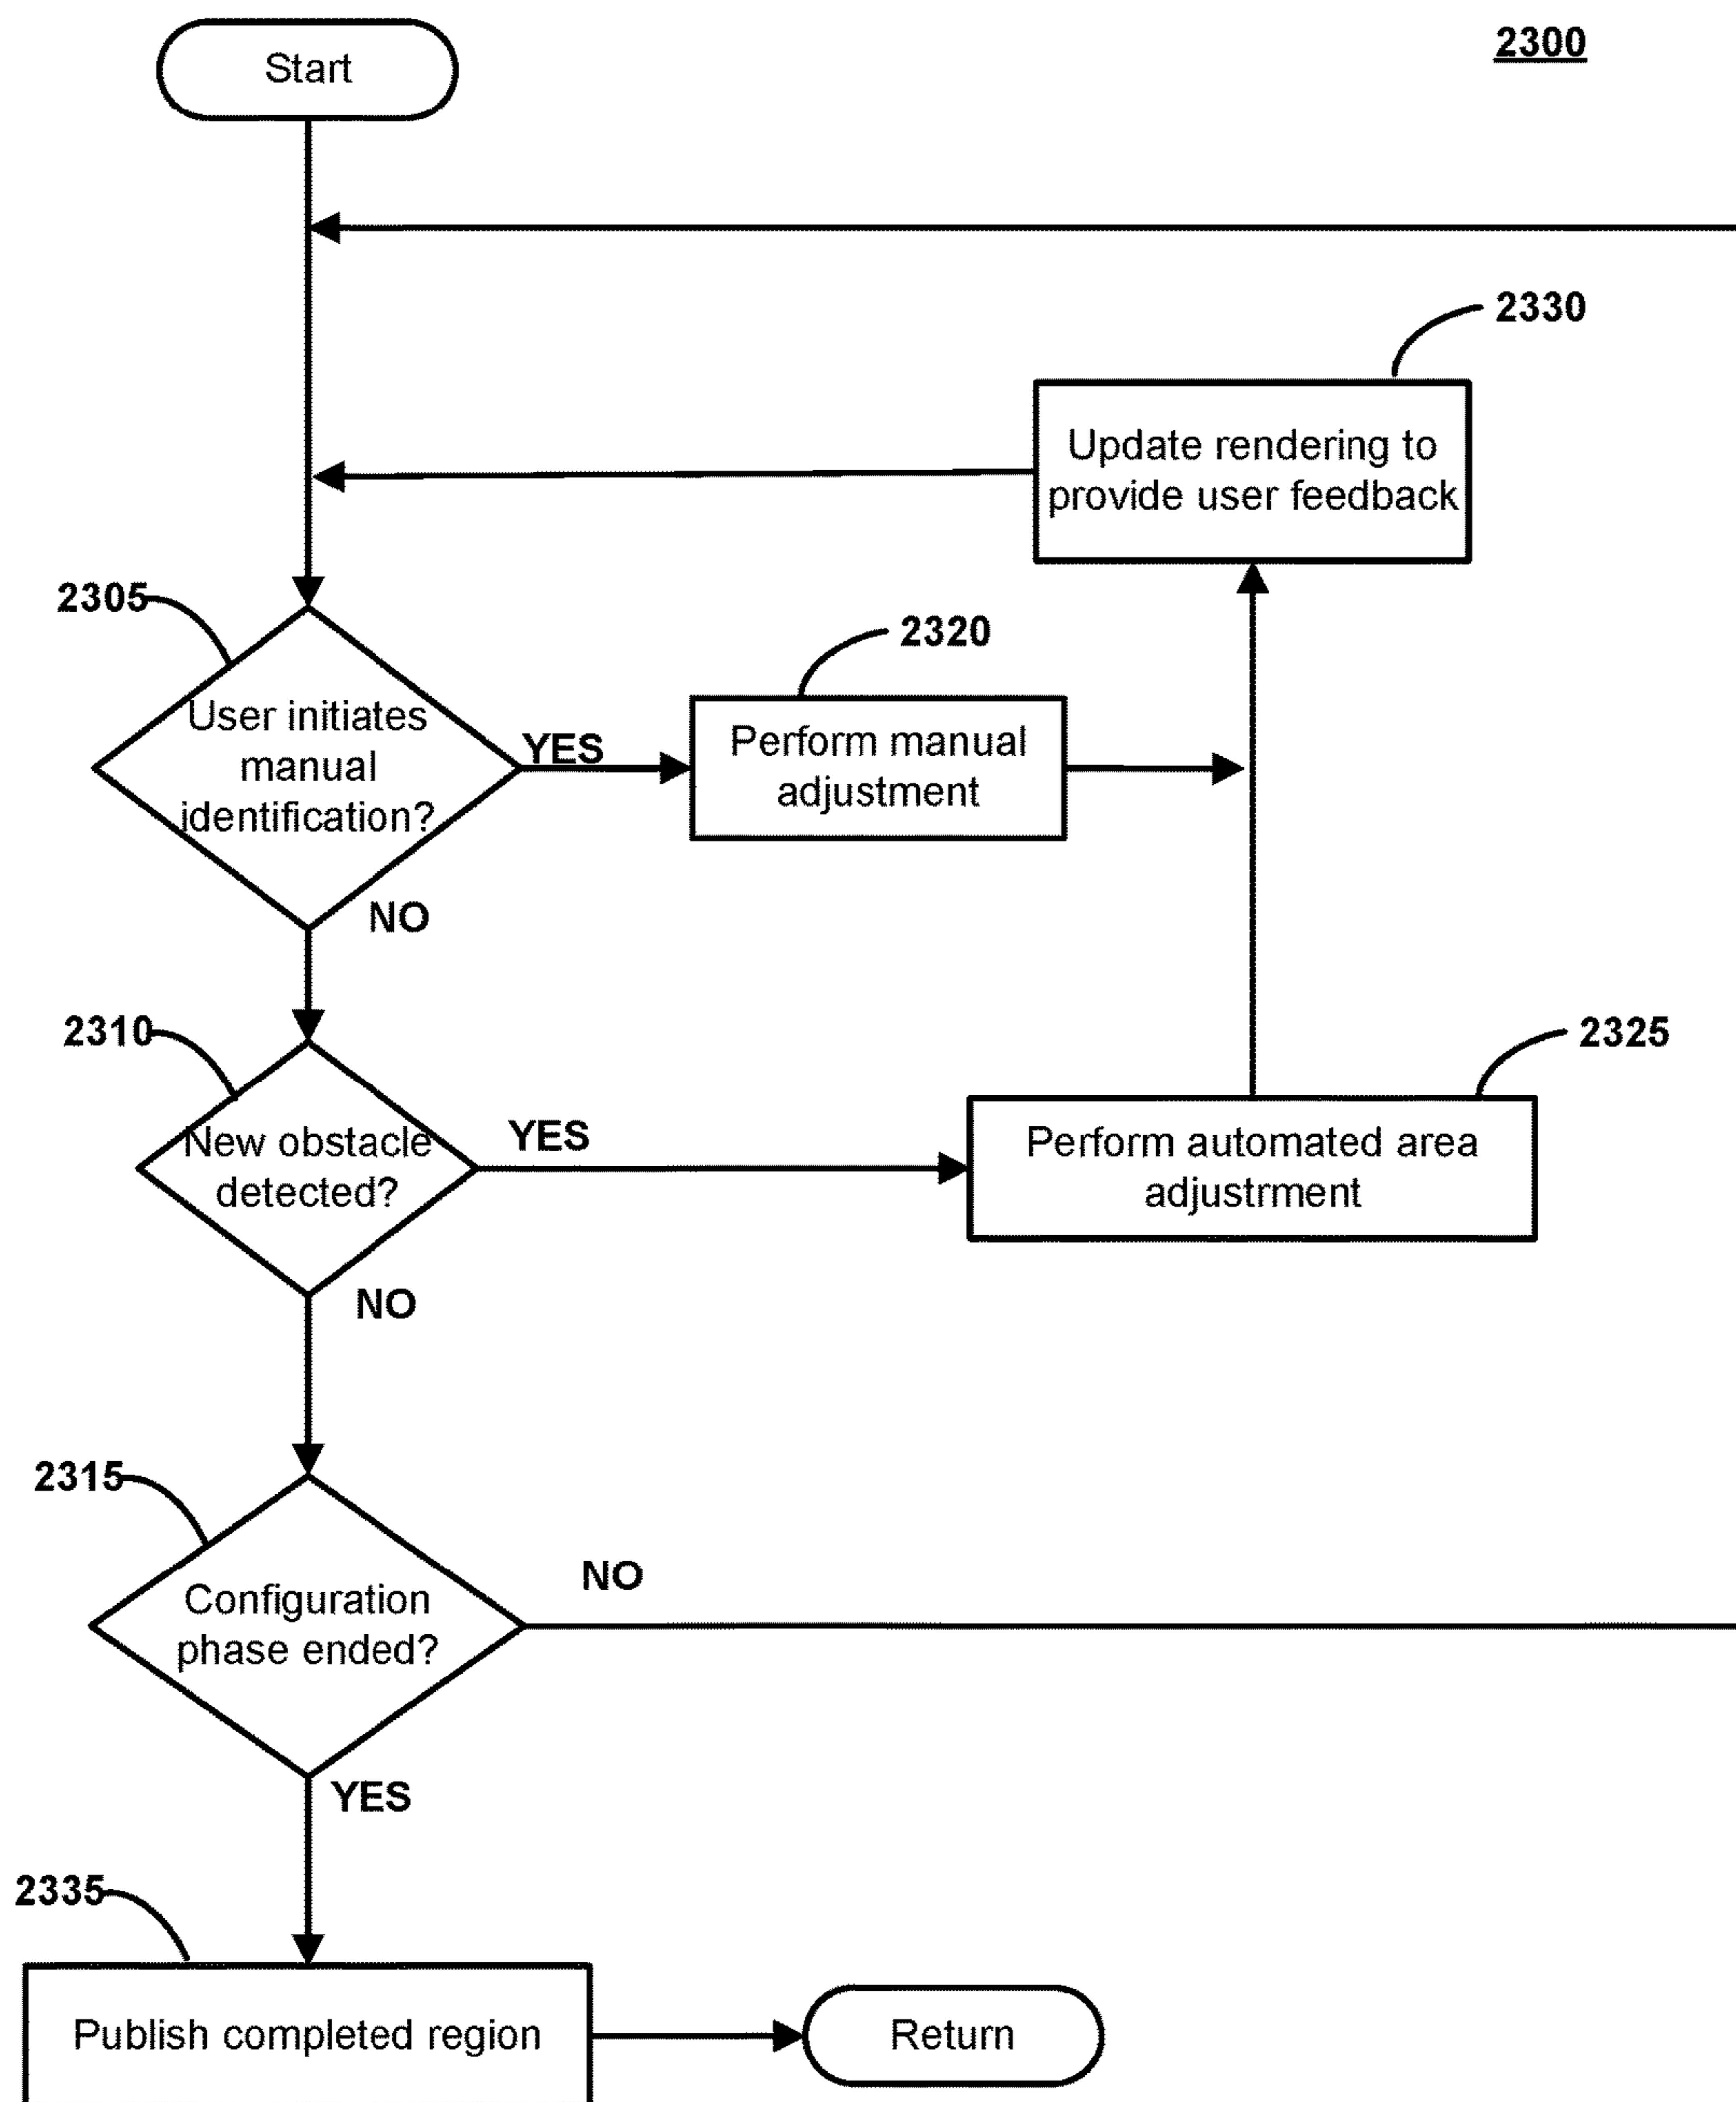 Start
2300
2330
Update rendering to
provide user feedback
2305
2320
User initiates
manual
identification?
YES
Perform manual
adjustment
NO
2310
2325
New obstacle
detected?
YES
Perform automated area
adjustrment
NO
2315
Configuration
phase ended?
NO
YES
2335
Publish completed region
Return